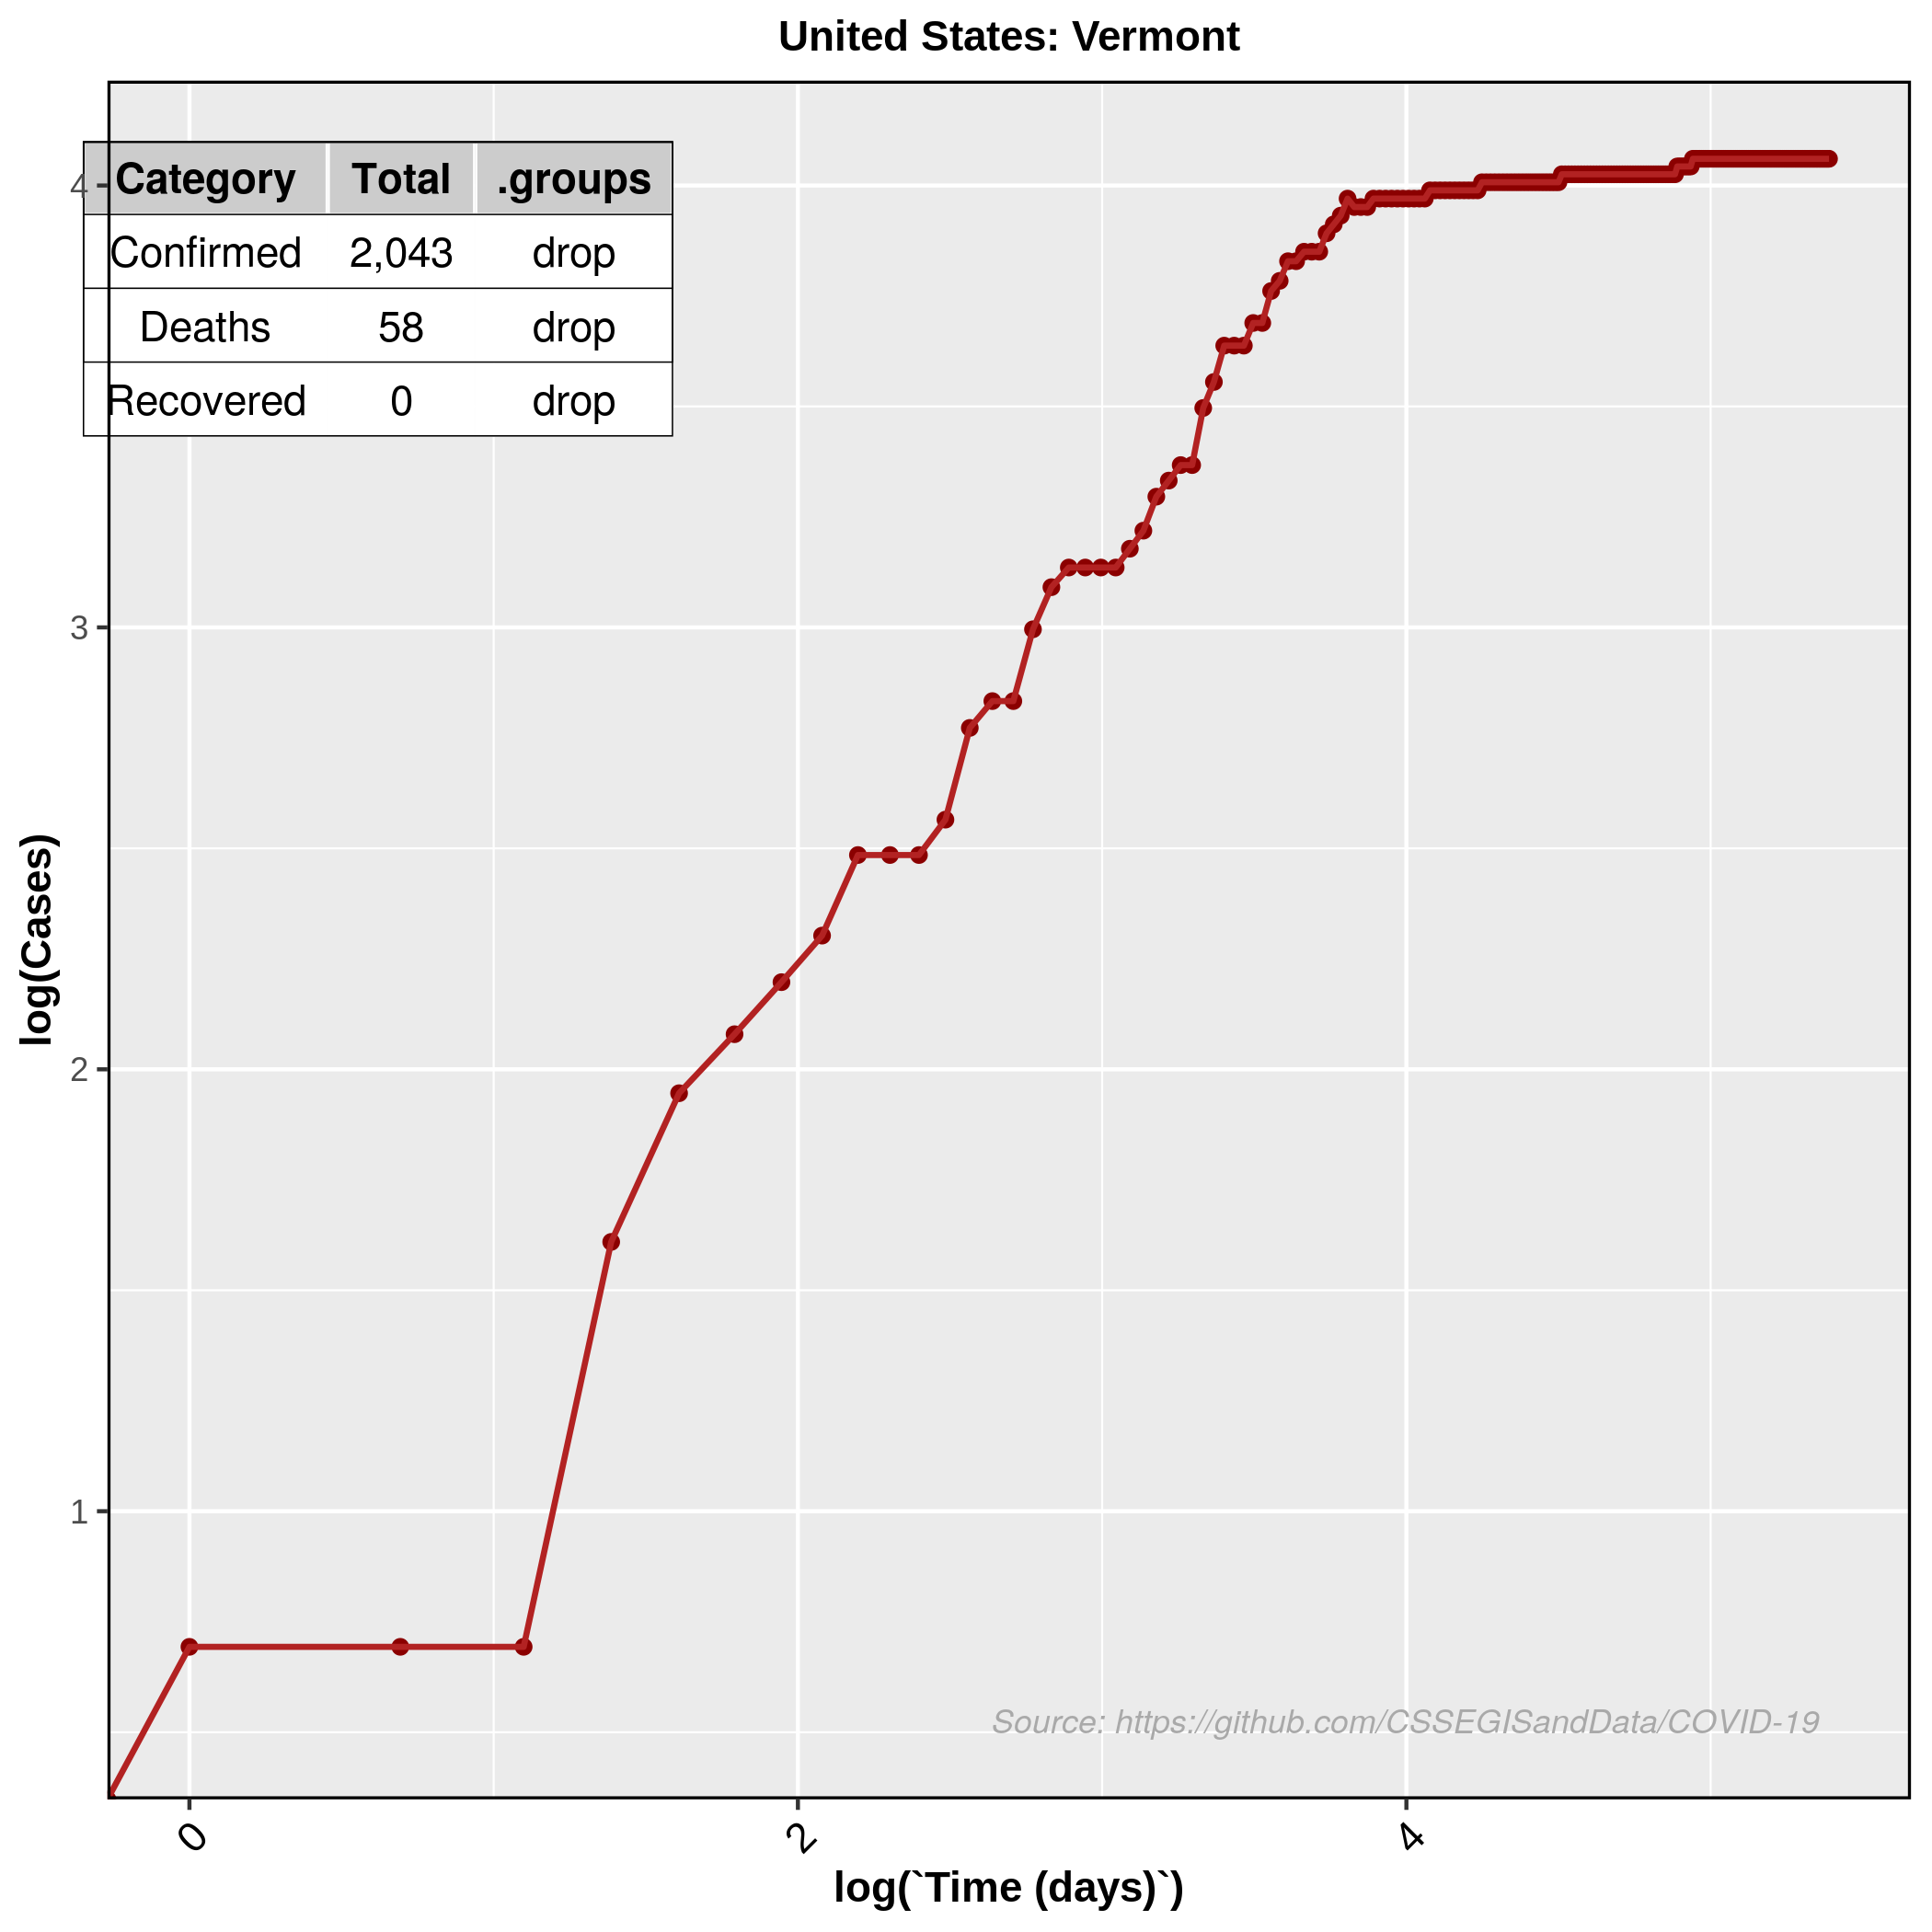 United States: Vermont
Category Total .groups
Confirmed 2,043 drop
Deaths 58 drop
Recovered 0 drop
4
3
2
1
log(Cases)
Source: https://github.com/CSSEGISandData/COVID-19
0 2 4
log(`Time (days)`)